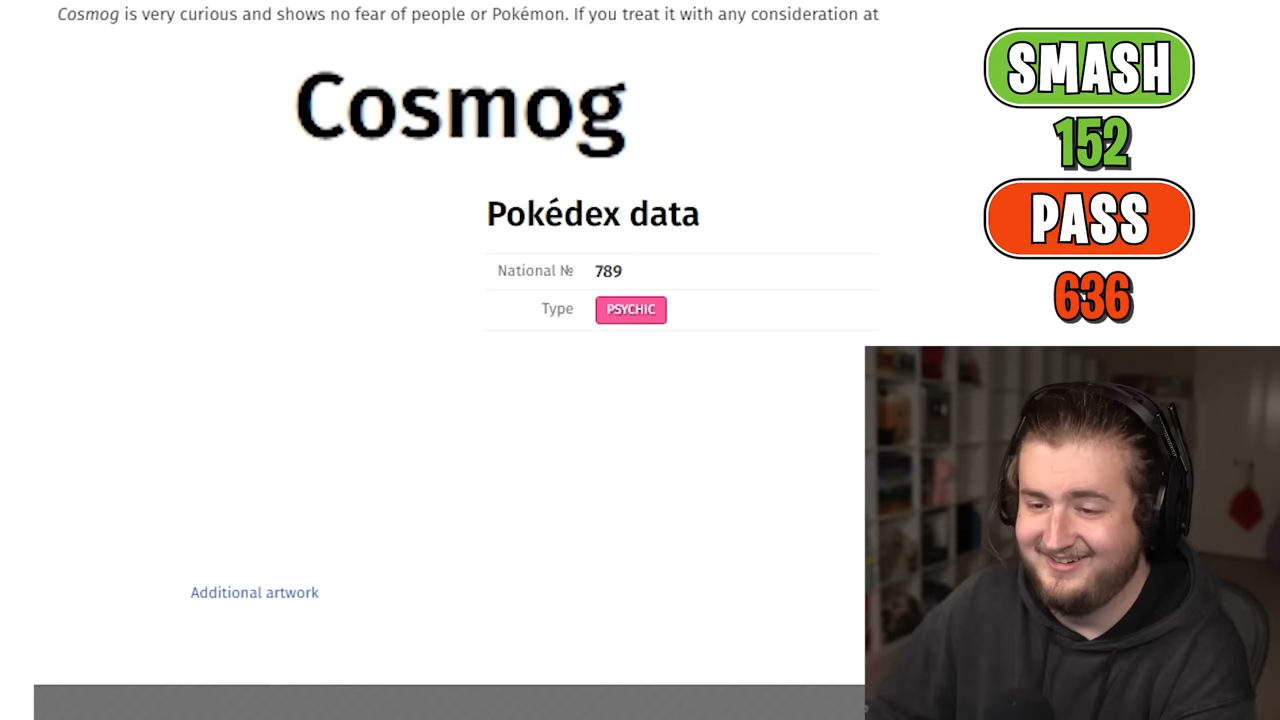 Cosmog is very curious and shows no fear of people or Pokémon. If you treat it with any consideration at
Cosmog
Pokédex data
National № 789
Type PSYCHIC
Additional artwork
SMASH
152
PASS
636